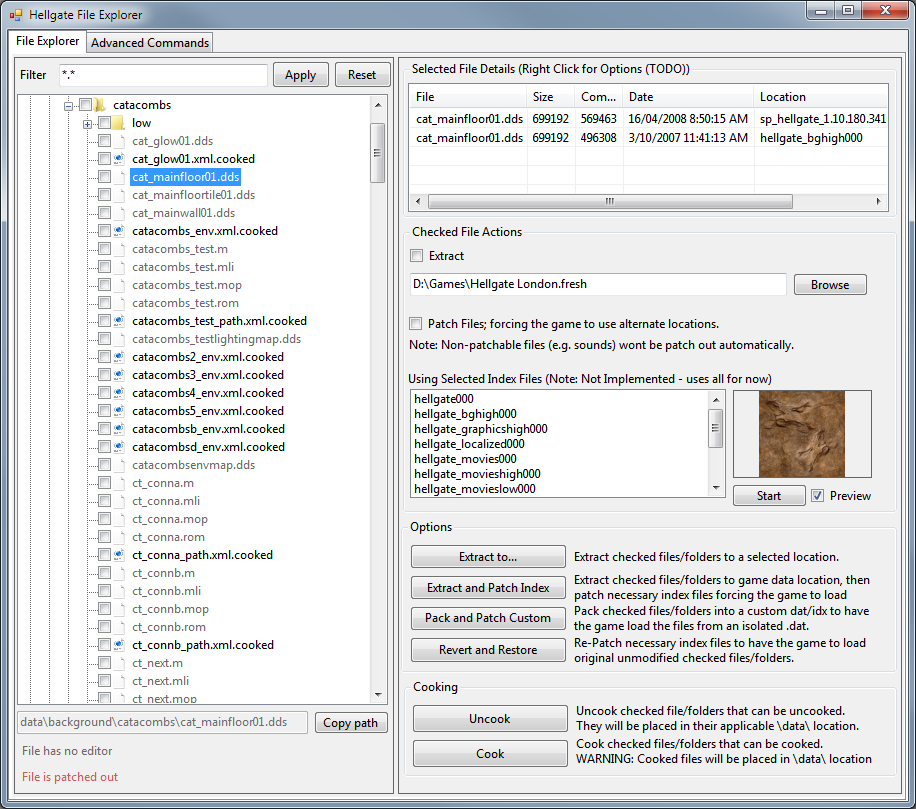 Hellgate File Explorer
File Explorer
Advanced Commands
Filter
*.*
Apply
Reset
catacombs
low
cat_glow01.dds
cat_glow01.xml.cooked
cat_mainfloor01.dds
cat_mainfloortile01.dds
cat_mainwall01.dds
catacombs_env.xml.cooked
catacombs_test.m
catacombs_test.mli
catacombs_test.mop
catacombs_test.rom
catacombs_test_path.xml.cooked
catacombs_testlightingmap.dds
catacombs2_env.xml.cooked
catacombs3_env.xml.cooked
catacombs4_env.xml.cooked
catacombs5_env.xml.cooked
catacombsb_env.xml.cooked
catacombsd_env.xml.cooked
catacombsenvmap.dds
ct_conna.m
ct_conna.mli
ct_conna.mop
ct_conna.rom
ct_conna_path.xml.cooked
ct_connb.m
ct_connb.mli
ct_connb.mop
ct_connb.rom
ct_connb_path.xml.cooked
ct_next.m
ct_next.mli
ct_next.mop
data\background\catacombs\cat_mainfloor01.dds
Copy path
File has no editor
File is patched out
Selected File Details (Right Click for Options (TODO))
File Size Com... Date Location
cat_mainfloor01.dds 699192 569463 16/04/2008 8:50:15 AM sp_hellgate_1.10.180.341
cat_mainfloor01.dds 699192 496308 3/10/2007 11:41:13 AM hellgate_bghigh000
Checked File Actions
Extract
D:\Games\Hellgate London.fresh
Browse
Patch Files; forcing the game to use alternate locations.
Note: Non-patchable files (e.g. sounds) wont be patch out automatically.
Using Selected Index Files (Note: Not Implemented - uses all for now)
hellgate000
hellgate_bghigh000
hellgate_graphicshigh000
hellgate_localized000
hellgate_movies000
hellgate_movieshigh000
hellgate_movieslow000
Start
Preview
Options
Extract to...
Extract checked files/folders to a selected location.
Extract and Patch Index
Extract checked files/folders to game data location, then
patch necessary index files forcing the game to load
Pack and Patch Custom
Pack checked files/folders into a custom dat/idx to have
the game load the files from an isolated .dat.
Revert and Restore
Re-Patch necessary index files to have the game to load
original unmodified checked files/folders.
Cooking
Uncook
Uncook checked file/folders that can be uncooked.
They will be placed in their applicable \data\ location.
Cook
Cook checked files/folders that can be cooked.
WARNING: Cooked files will be placed in \data\ location